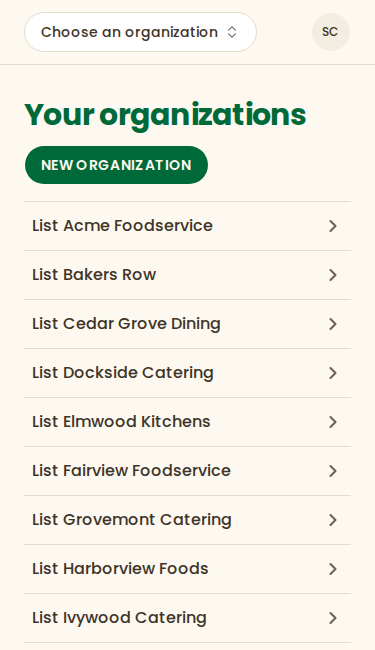 Choose an organization
SC
Your organizations
NEW ORGANIZATION
List Acme Foodservice
List Bakers Row
List Cedar Grove Dining
List Dockside Catering
List Elmwood Kitchens
List Fairview Foodservice
List Grovemont Catering
List Harborview Foods
List Ivywood Catering